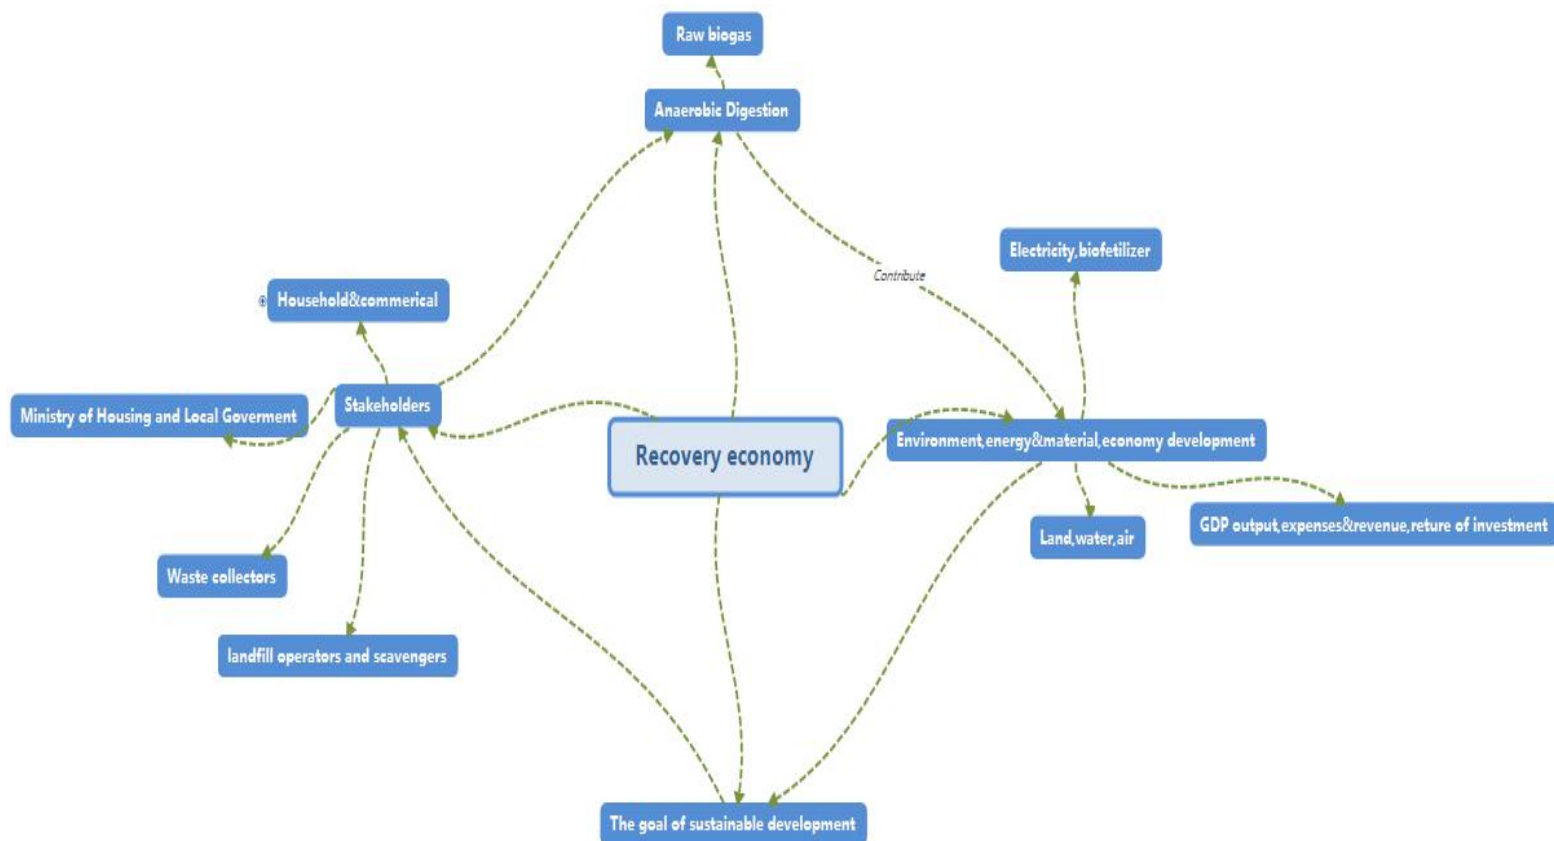 Raw biogas
Anaerobic Digestion
Electricity,biofetilizer
Contribute
Household&commerical
Stakeholders
Ministry of Housing and Local Goverment
Recovery economy
Environment,energy&material,economy development
GDP output,expenses&revenue,reture of investment
Land,water,air
Waste collectors
landfill operators and scavengers
The goal of sustainable development